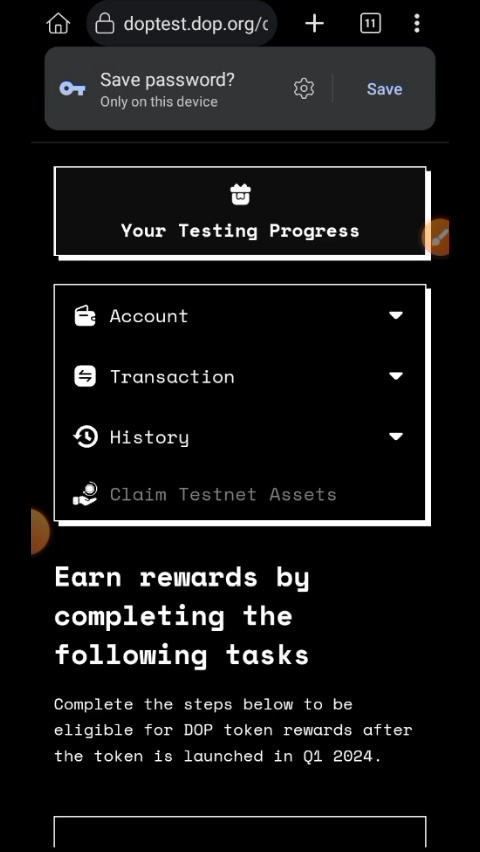 doptest.dop.org/
11
Save password?
Only on this device
Save
Your Testing Progress
Account
Transaction
History
Claim Testnet Assets
Earn rewards by
completing the
following tasks
Complete the steps below to be
eligible for DOP token rewards after
the token is launched in Q1 2024.